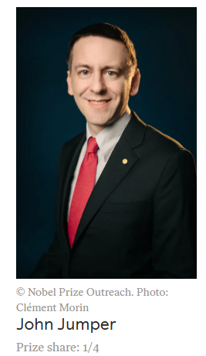 © Nobel Prize Outreach. Photo:
Clément Morin
John Jumper
Prize share: 1/4